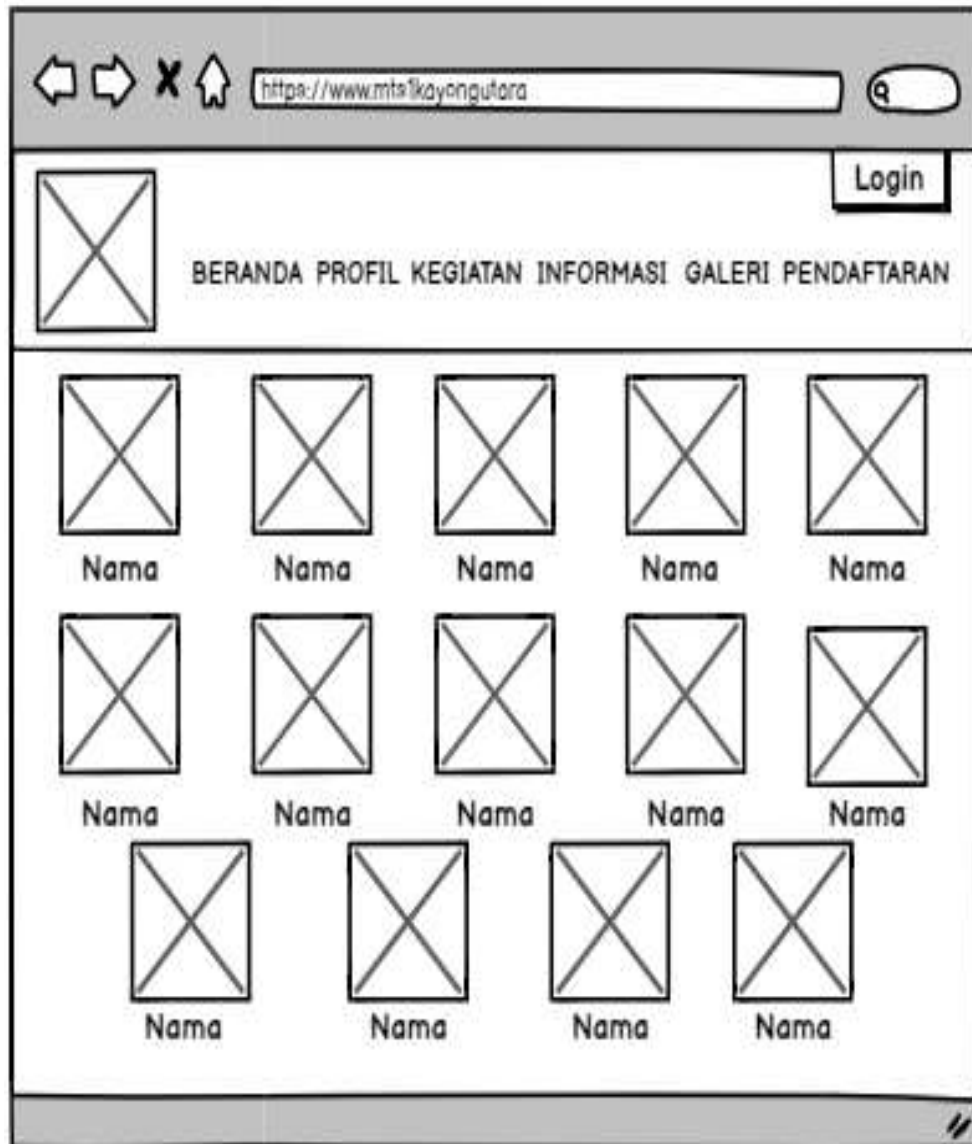 https://www.mts1kayongutara
Login
BERANDA PROFIL KEGIATAN INFORMASI GALERI PENDAFTARAN
Nama Nama Nama Nama Nama
Nama Nama Nama Nama Nama
Nama Nama Nama Nama